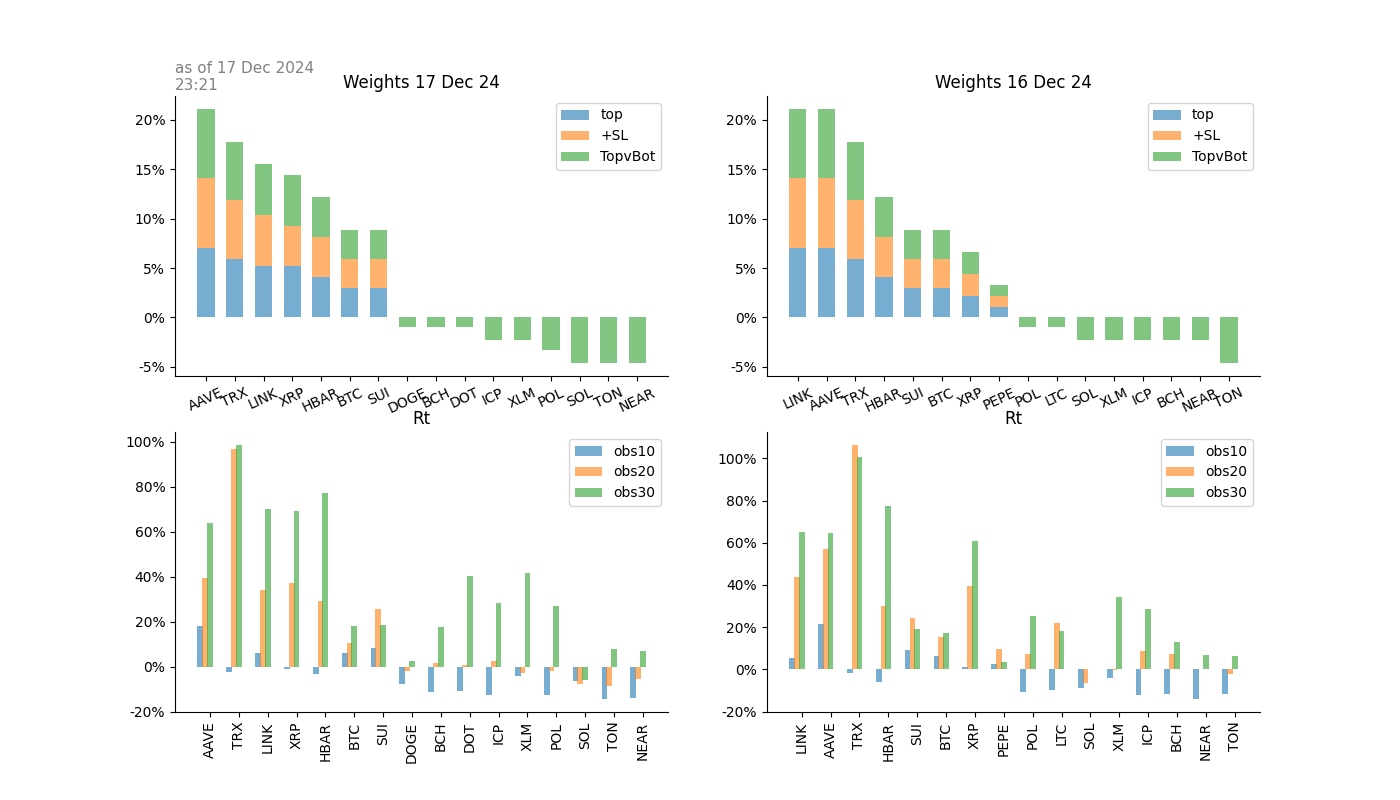 as of 17 Dec 2024
23:21
Weights 17 Dec 24
20%
15%
10%
5%
0%
-5%
top
+SL
TopvBot
AAVE TRX LINK XRP HBAR BTC SUI DOGE BCH DOT ICP XLM POL SOL TON NEAR
Weights 16 Dec 24
20%
15%
10%
5%
0%
-5%
top
+SL
TopvBot
LINK AAVE TRX HBAR SUI BTC XRP PEPE POL LTC SOL XLM ICP BCH NEAR TON
Rt
100%
80%
60%
40%
20%
0%
-20%
obs10
obs20
obs30
AAVE TRX LINK XRP HBAR BTC SUI DOGE BCH DOT ICP XLM POL SOL TON NEAR
Rt
100%
80%
60%
40%
20%
0%
-20%
obs10
obs20
obs30
LINK AAVE TRX HBAR SUI BTC XRP PEPE POL LTC SOL XLM ICP BCH NEAR TON